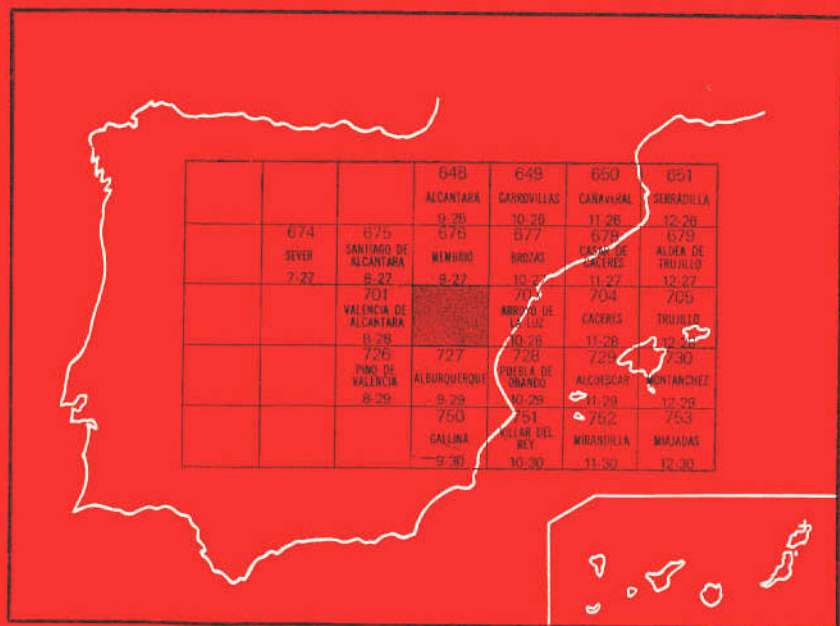 648 649 650 651
ALCANTARA GARROVILLAS CAÑAVERAL SERRADILLA
9-26 10-26 11-26 12-26
674 675 676 677 678 679
SEVER SANTIAGO DE ALCANTARA MEMBRIO BROZAS CASAR DE CACERES ALDEA DE TRUJILLO
7-27 8-27 9-27 10-27 11-27 12-27
701 704 705
VALENCIA DE ALCANTARA ARROYO DE LA LUZ CACERES TRUJILLO
8-28 10-28 11-28 12-28
726 727 728 729 730
PINO DE VALENCIA ALBURQUERQUE PUEBLA DE OBANDO ALCUESCAR MONTANCHEZ
8-29 9-29 10-29 11-29 12-29
750 751 752 753
GALLINA VILLAR DEL REY MIRANDILLA MIAJADAS
9-30 10-30 11-30 12-30